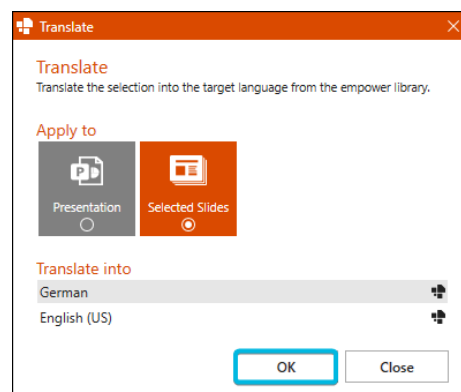 Translate
Translate
Translate the selection into the target language from the empower library.
Apply to
Presentation
Selected Slides
Translate into
German
English (US)
OK
Close